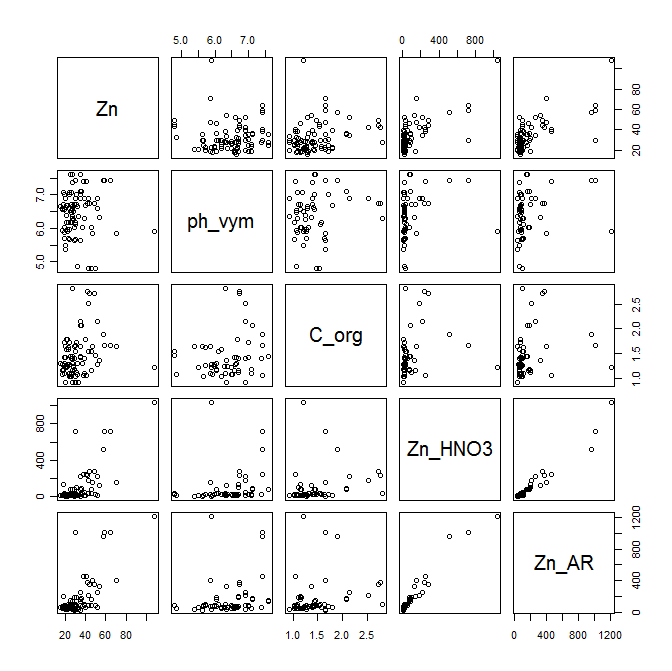 5.0 6.0 7.0 0 400 800
Zn
20 40 60 80
5.0 6.0 7.0
ph_vym
C_org
1.0 1.5 2.0 2.5
0 400 800
Zn_HNO3
Zn_AR
0 400 800 1200
20 40 60 80
1.0 1.5 2.0 2.5
0 400 800 1200